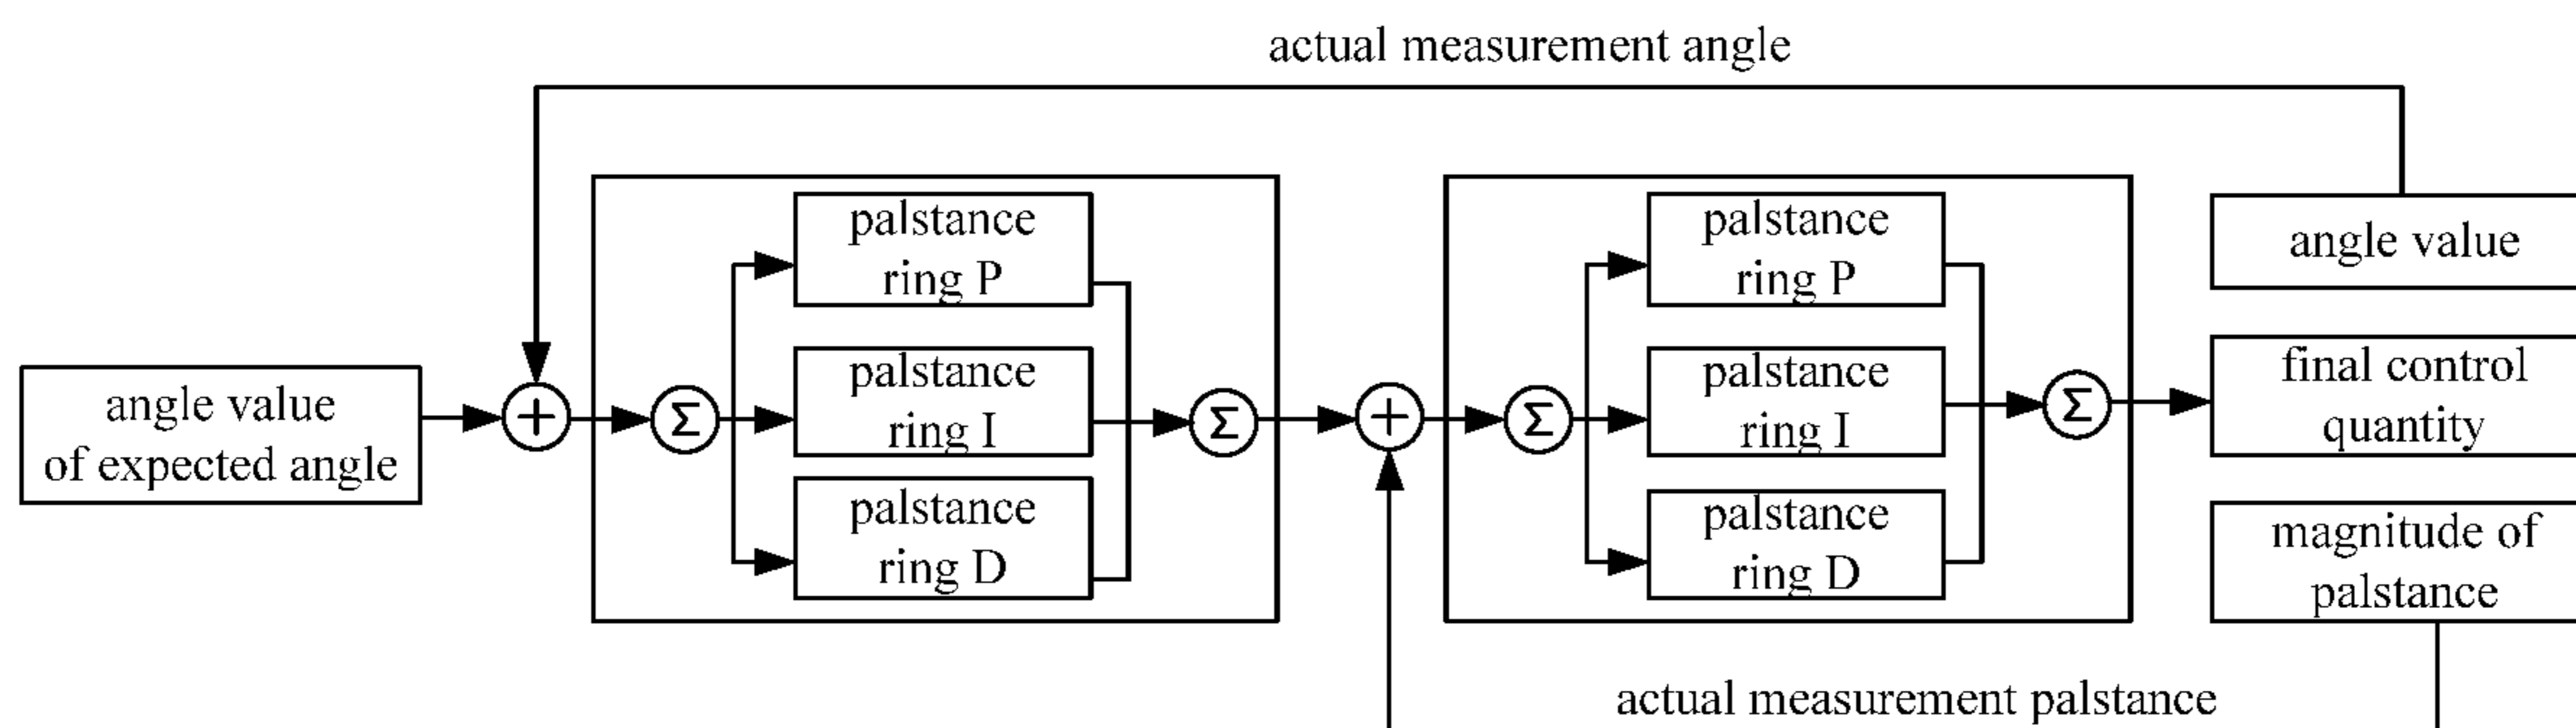 actual measurement angle
angle value
of expected angle
+
Σ
palstance
ring P
palstance
ring I
palstance
ring D
Σ
+
Σ
palstance
ring P
palstance
ring I
palstance
ring D
Σ
angle value
final control
quantity
magnitude of
palstance
actual measurement palstance